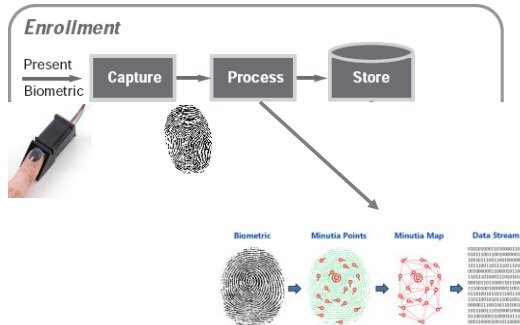 Enrollment
Present
Biometric
Capture
Process
Store
Biometric
Minutia Points
Minutia Map
Data Stream